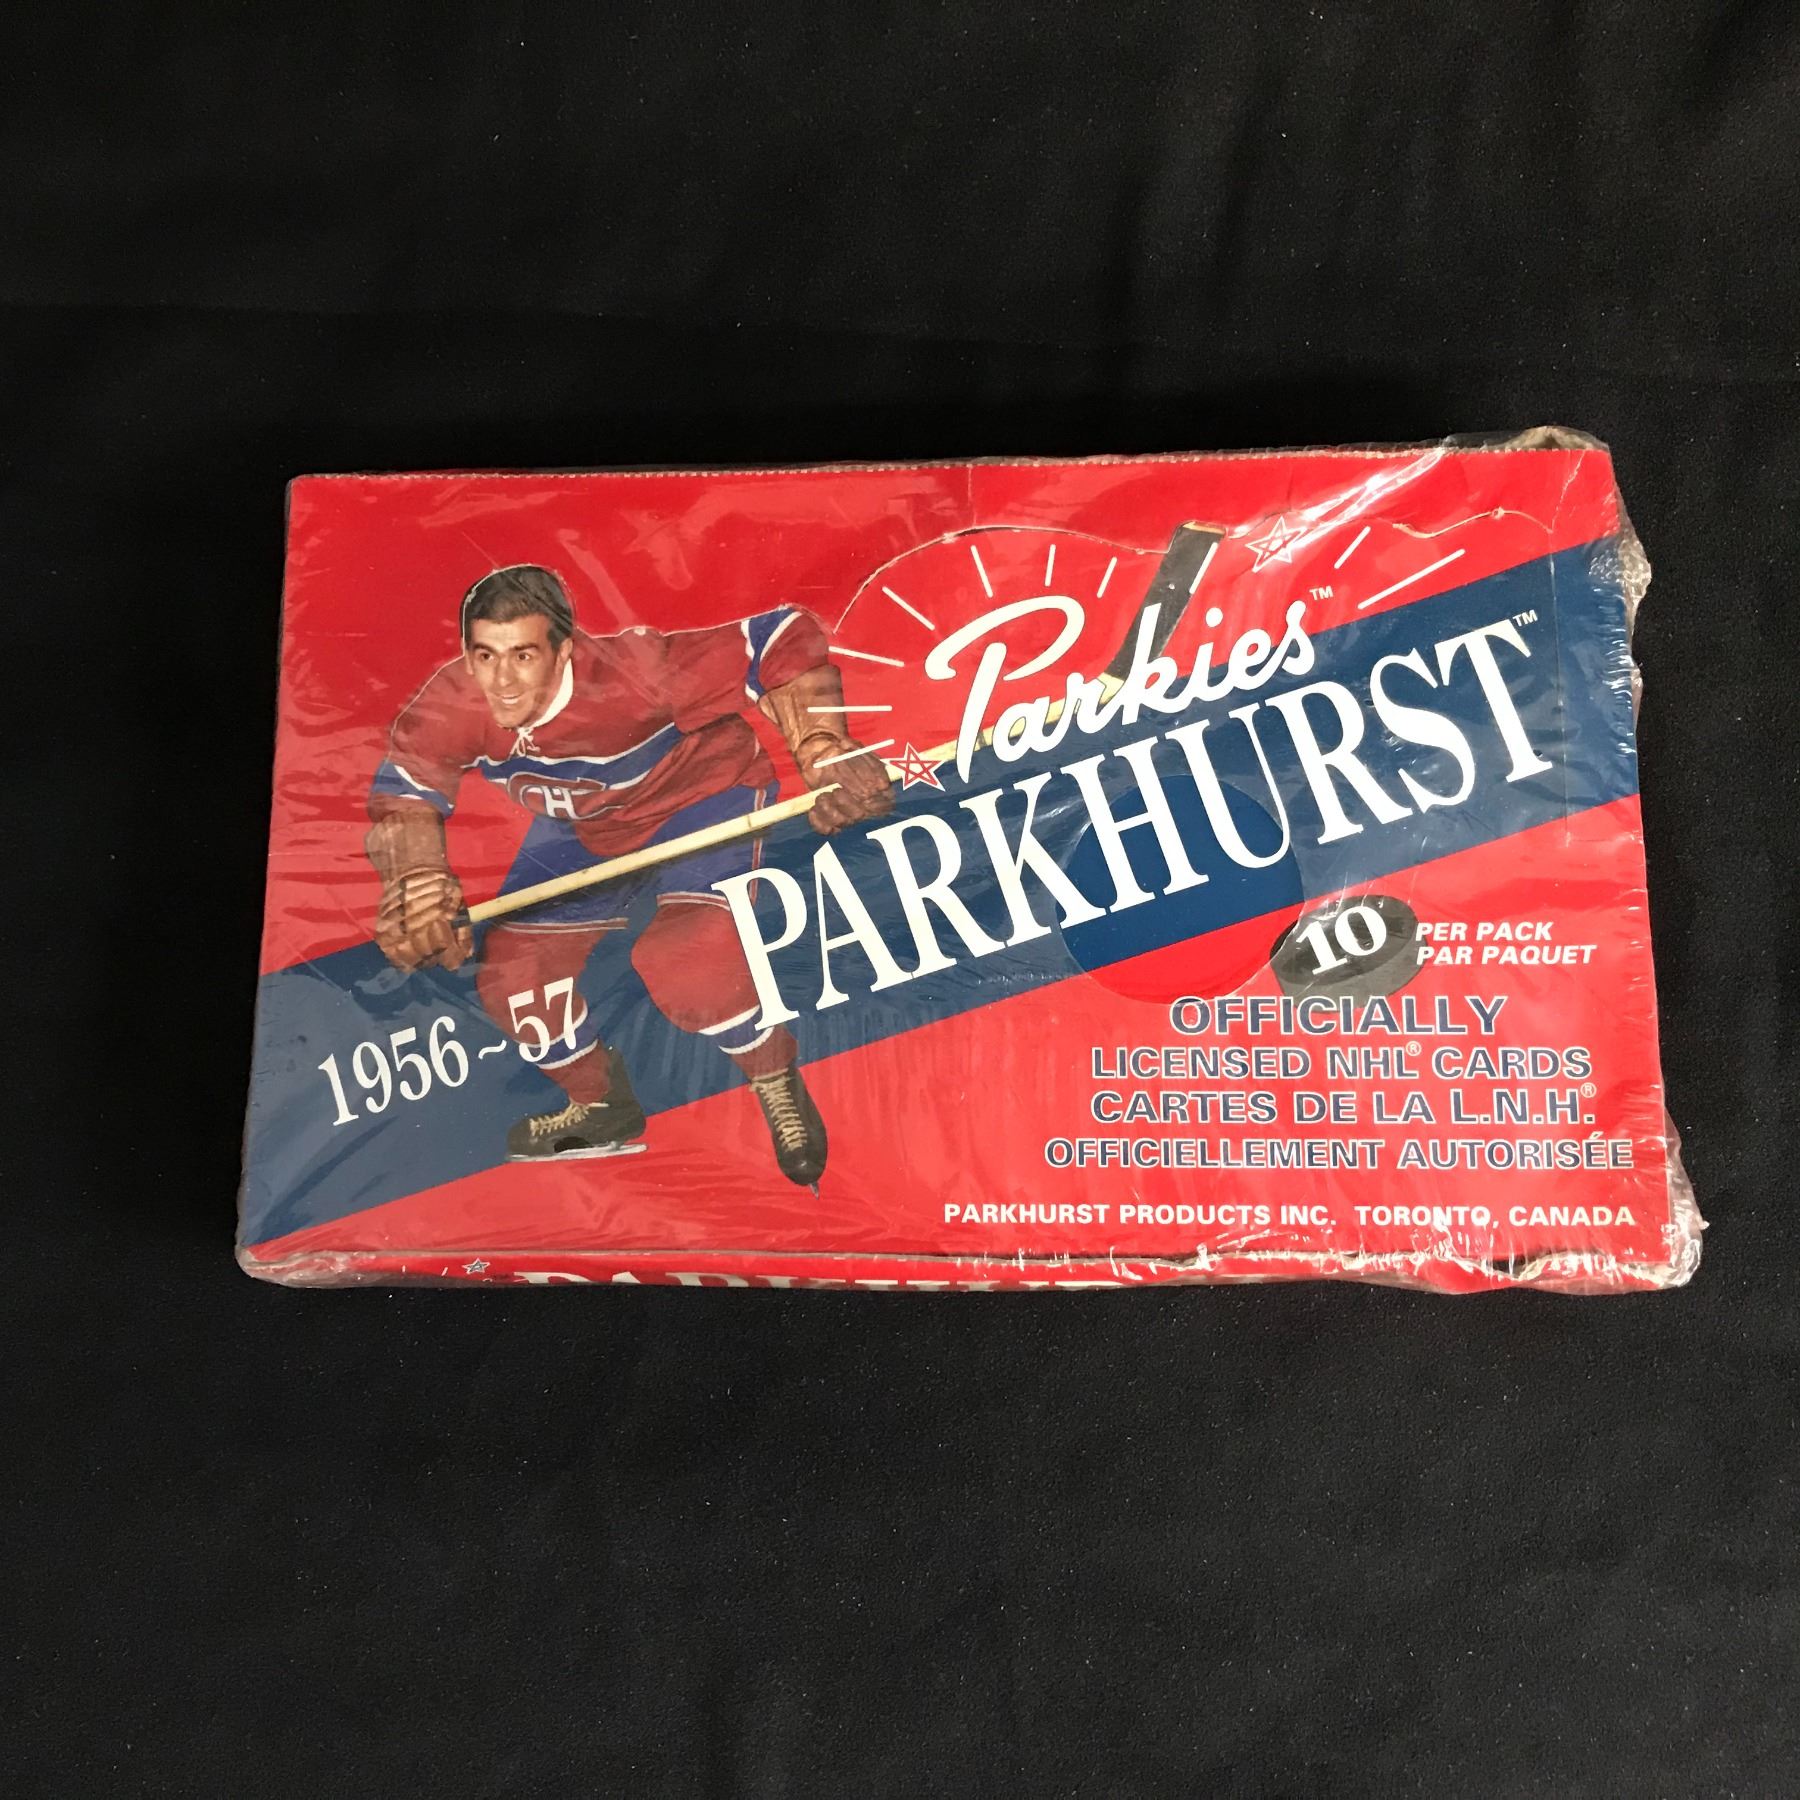 Parkies™
PARKHURST™
1956~57
10 PER PACK
PAR PAQUET
OFFICIALLY
LICENSED NHL® CARDS
CARTES DE LA L.N.H.®
OFFICIELLEMENT AUTORISÉE
PARKHURST PRODUCTS INC. TORONTO, CANADA
H